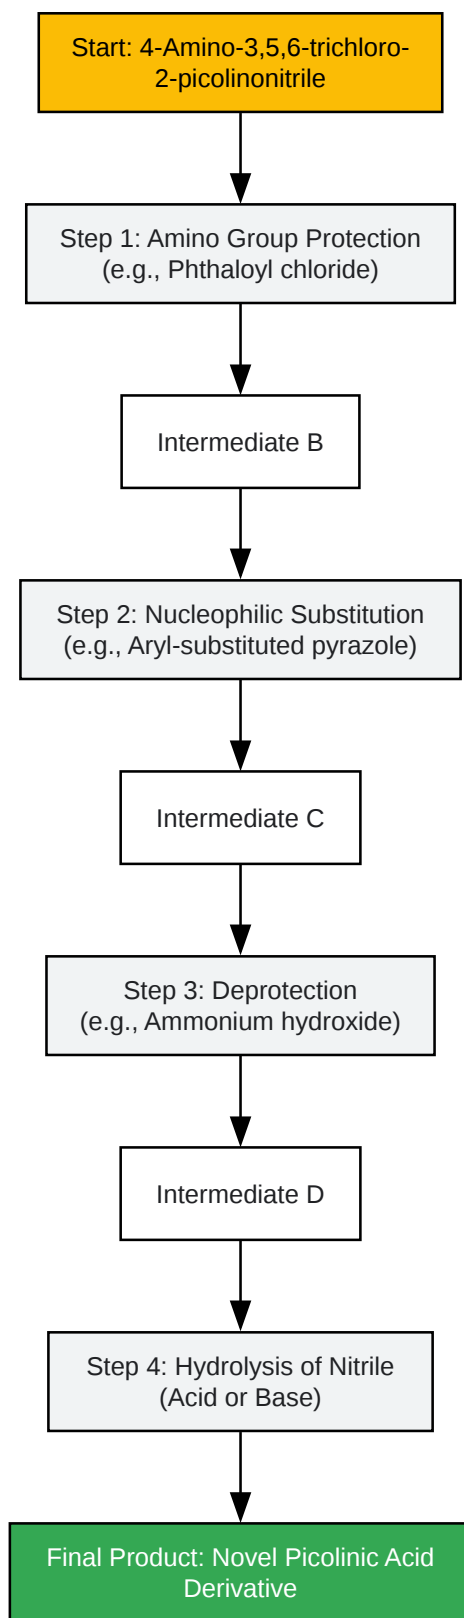 Start: 4-Amino-3,5,6-trichloro-
2-picolinonitrile
Step 1: Amino Group Protection
(e.g., Phthaloyl chloride)
Intermediate B
Step 2: Nucleophilic Substitution
(e.g., Aryl-substituted pyrazole)
Intermediate C
Step 3: Deprotection
(e.g., Ammonium hydroxide)
Intermediate D
Step 4: Hydrolysis of Nitrile
(Acid or Base)
Final Product: Novel Picolinic Acid
Derivative